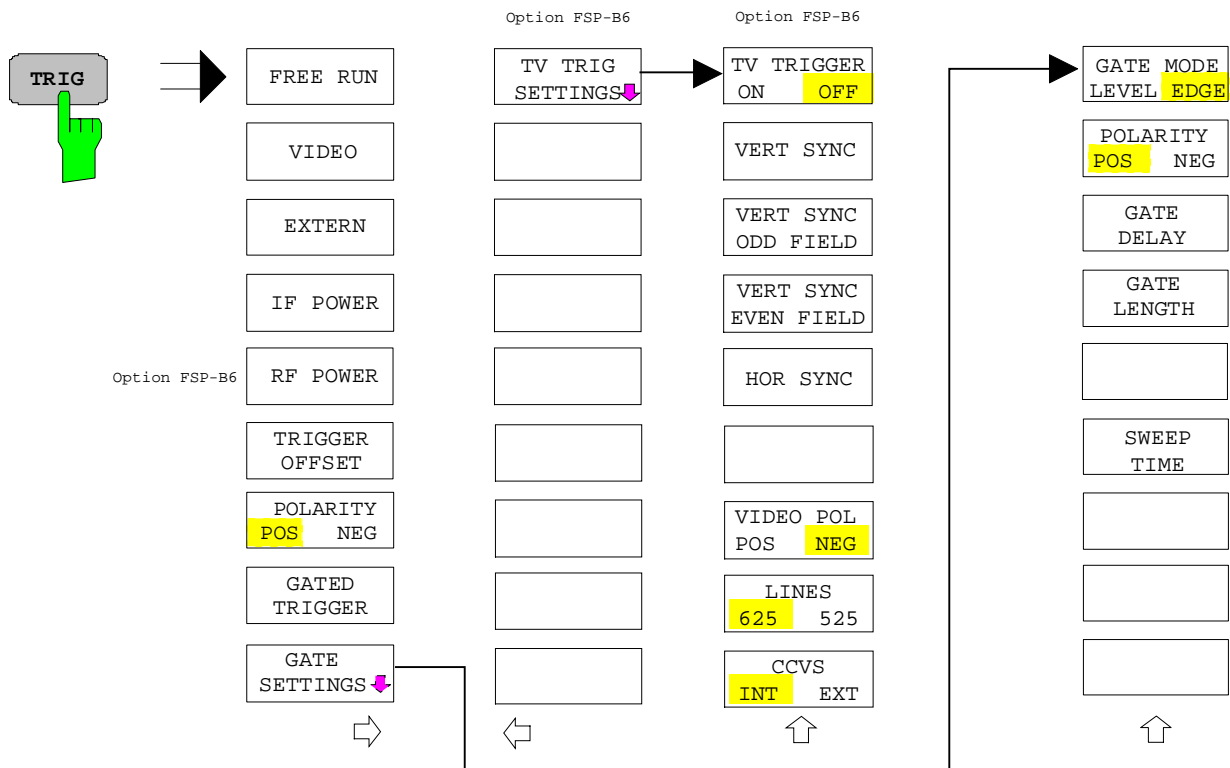 Option FSP-B6
Option FSP-B6
TRIG
FREE RUN
VIDEO
EXTERN
IF POWER
Option FSP-B6
RF POWER
TRIGGER
OFFSET
POLARITY
POS NEG
GATED
TRIGGER
GATE
SETTINGS
TV TRIG
SETTINGS
TV TRIGGER
ON OFF
VERT SYNC
VERT SYNC
ODD FIELD
VERT SYNC
EVEN FIELD
HOR SYNC
VIDEO POL
POS NEG
LINES
625 525
CCVS
INT EXT
GATE MODE
LEVEL EDGE
POLARITY
POS NEG
GATE
DELAY
GATE
LENGTH
SWEEP
TIME